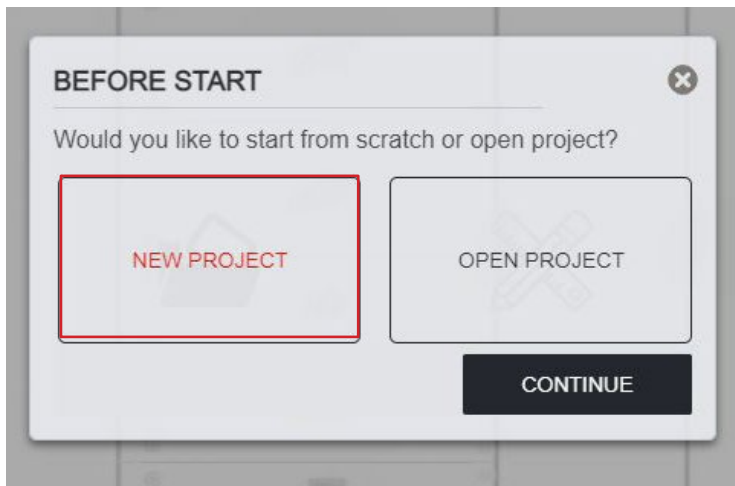 BEFORE START
Would you like to start from scratch or open project?
NEW PROJECT
OPEN PROJECT
CONTINUE